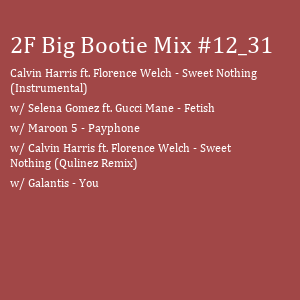 2F Big Bootie Mix #12_31
Calvin Harris ft. Florence Welch - Sweet Nothing
(Instrumental)
w/ Selena Gomez ft. Gucci Mane - Fetish
w/ Maroon 5 - Payphone
w/ Calvin Harris ft. Florence Welch - Sweet
Nothing (Qulinez Remix)
w/ Galantis - You